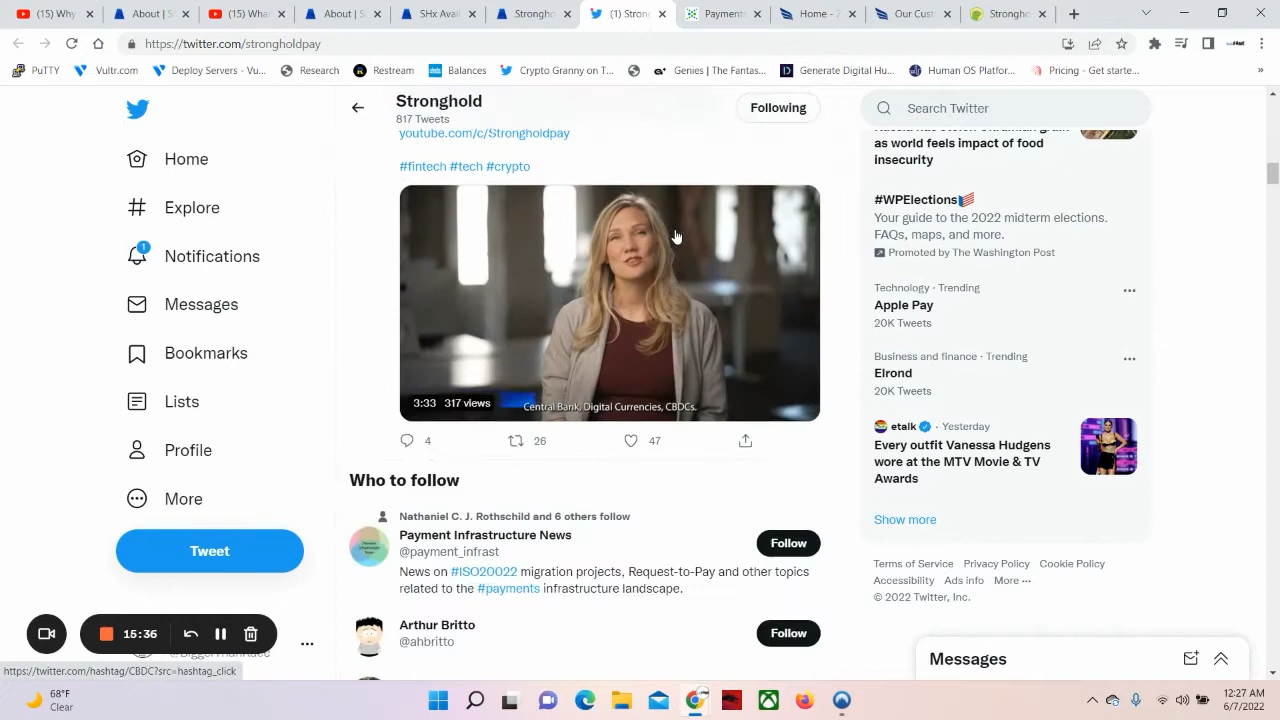 (15) Wha
About | S
(15) Wha
About | S
SHx Ava
Strongho
(1) Stron
Payments
Home - 7
Our Cust
Strongho
https://twitter.com/strongholdpay
PuTTY
Vultr.com
Deploy Servers - Vu...
Research
Restream
Balances
Crypto Granny on T...
Genies | The Fantas...
Generate Digital Hu...
Human OS Platfor...
Pricing - Get starte...
»
Stronghold
817 Tweets
Following
Search Twitter
youtube.com/c/Strongholdpay
#fintech #tech #crypto
Home
Explore
1
Notifications
Messages
Bookmarks
Lists
Profile
More
Tweet
Central Bank, Digital Currencies, CBDCs.
3:33 317 views
4
26
47
Who to follow
Nathaniel C. J. Rothschild and 6 others follow
Payment Infrastructure News
@payment_infrast
Follow
News on #ISO20022 migration projects, Request-to-Pay and other topics
related to the #payments infrastructure landscape.
Arthur Britto
@ahbritto
Follow
as world feels impact of food
insecurity
#WPElections
Your guide to the 2022 midterm elections.
FAQs, maps, and more.
Promoted by The Washington Post
Technology · Trending
Apple Pay
20K Tweets
Business and finance · Trending
Elrond
20K Tweets
etalk · Yesterday
Every outfit Vanessa Hudgens
wore at the MTV Movie & TV
Awards
Show more
Terms of Service Privacy Policy Cookie Policy
Accessibility Ads info More ···
© 2022 Twitter, Inc.
Messages
15:36
https://twitter.com/hashtag/CBDC?src=hashtag_click
68°F
Clear
12:27 AM
6/7/2022